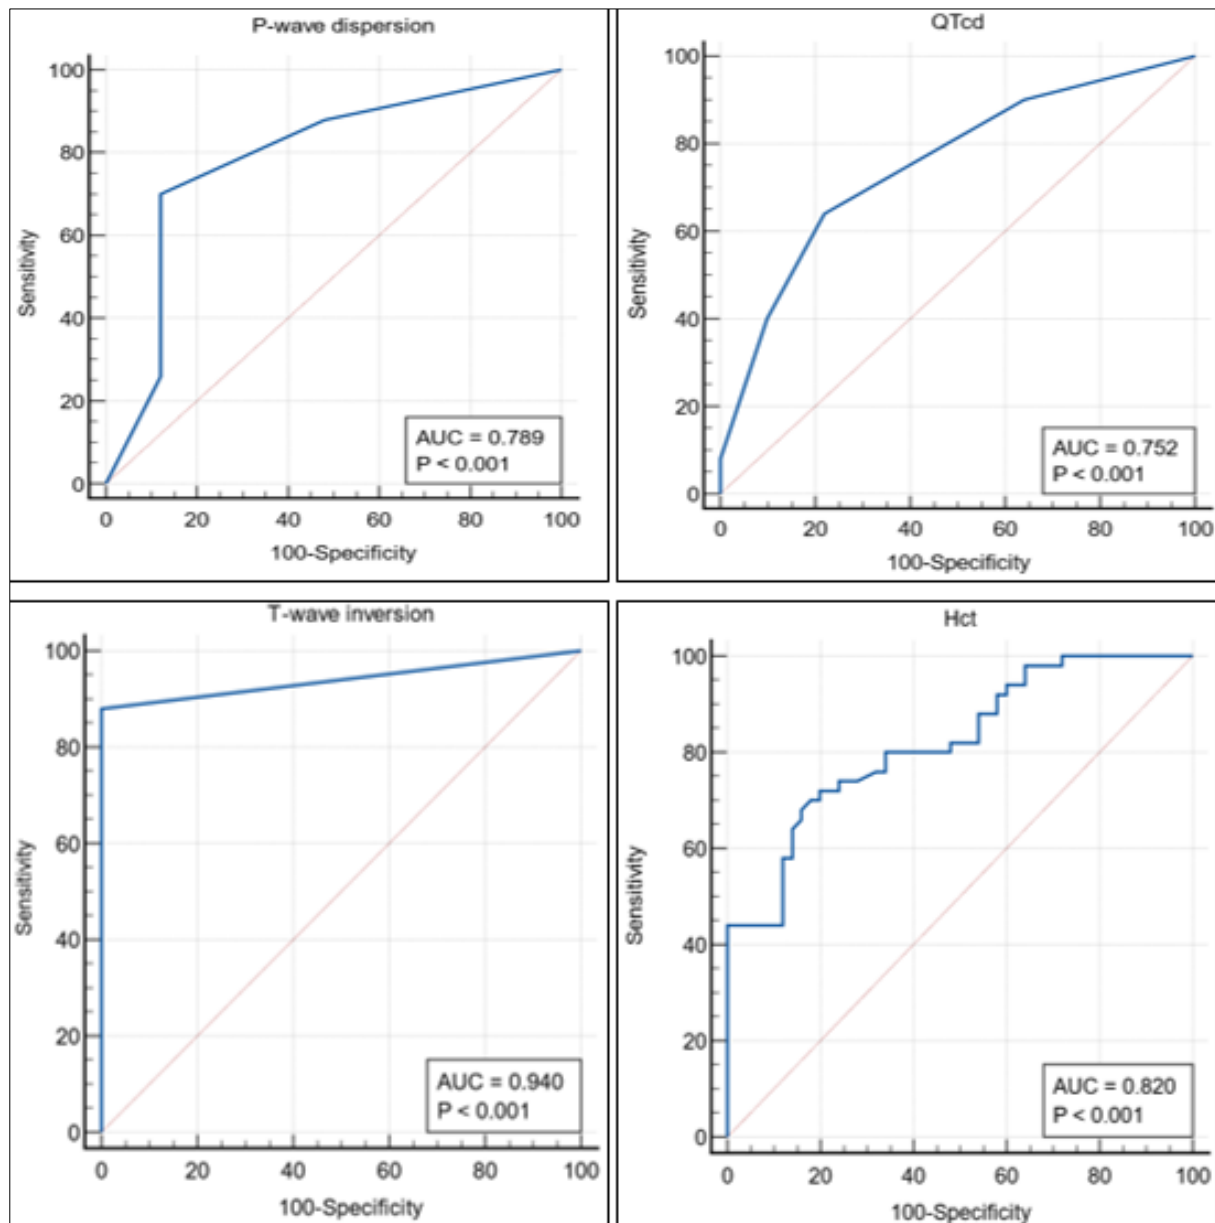 P-wave dispersion
100
80
60
40
20
0
Sensitivity
AUC = 0.789
P < 0.001
0 20 40 60 80 100
100-Specificity
QTcd
100
80
60
40
20
0
Sensitivity
AUC = 0.752
P < 0.001
0 20 40 60 80 100
100-Specificity
T-wave inversion
100
80
60
40
20
0
Sensitivity
AUC = 0.940
P < 0.001
0 20 40 60 80 100
100-Specificity
Hct
100
80
60
40
20
0
Sensitivity
AUC = 0.820
P < 0.001
0 20 40 60 80 100
100-Specificity